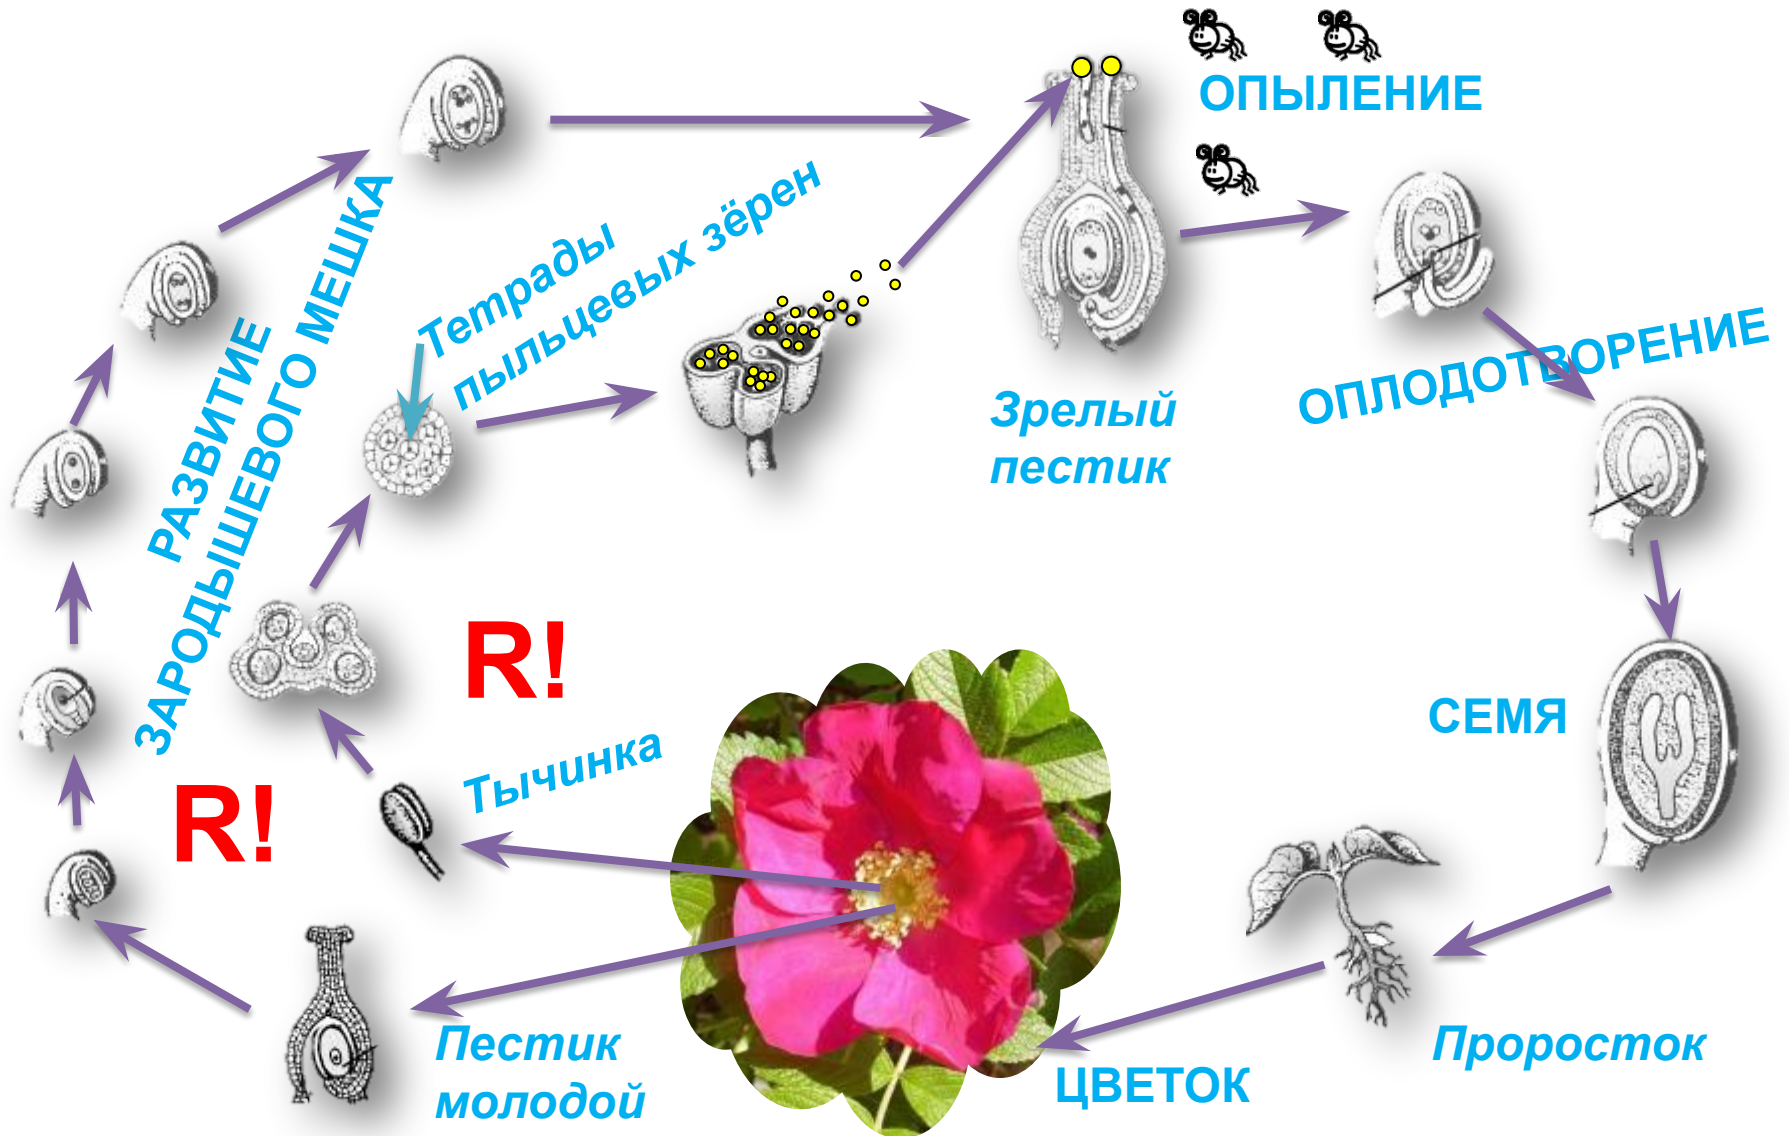 ОПЫЛЕНИЕ
Тетрады
пыльцевых зёрен
РАЗВИТИЕ
ЗАРОДЫШЕВОГО МЕШКА
Зрелый
пестик
ОПЛОДОТВОРЕНИЕ
R!
СЕМЯ
Тычинка
R!
Пестик
молодой
ЦВЕТОК
Проросток